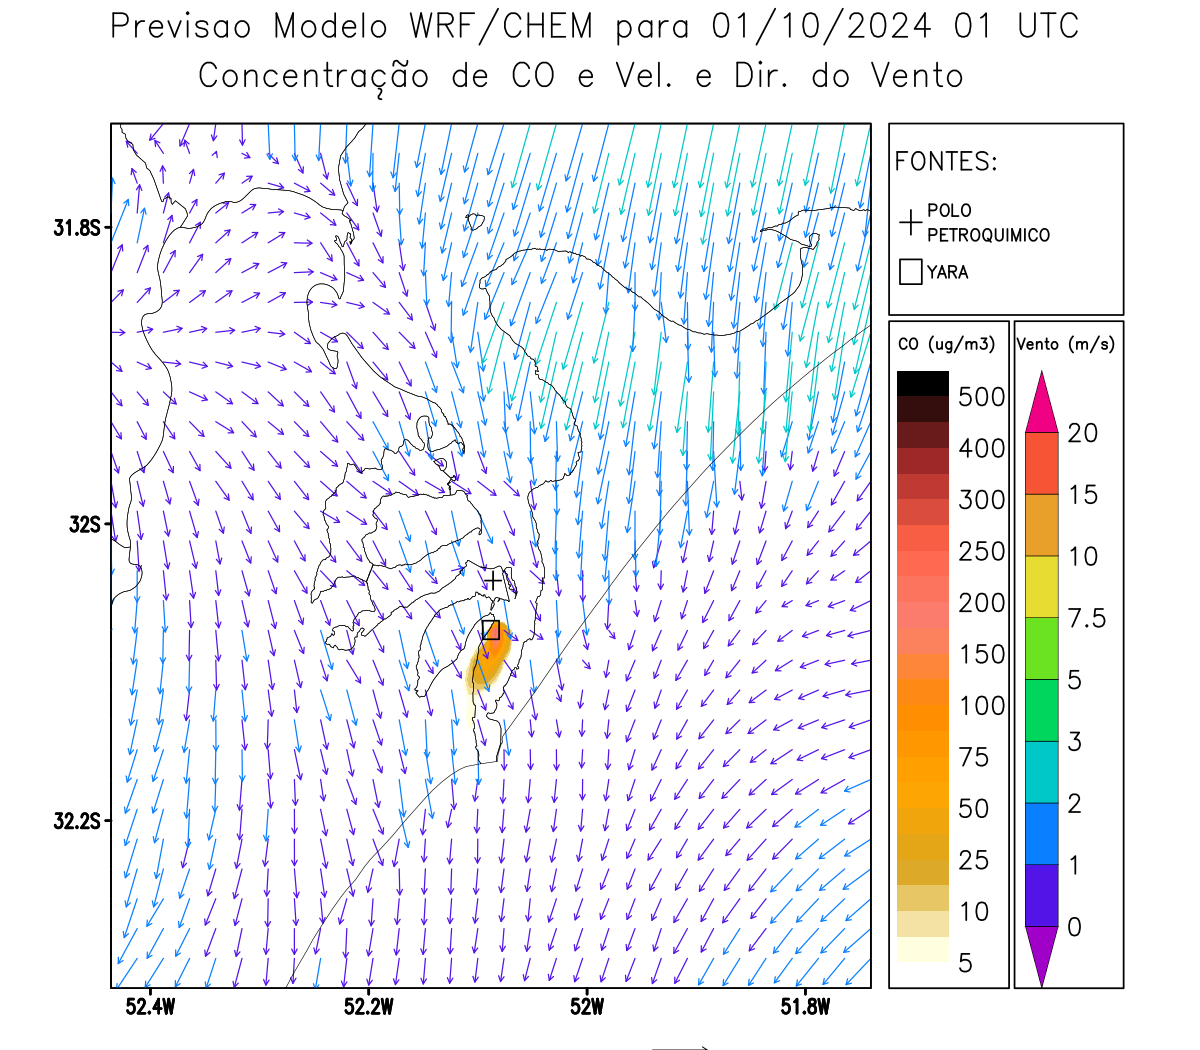 Previsao Modelo WRF/CHEM para 01/10/2024 01 UTC
Concentração de CO e Vel. e Dir. do Vento
FONTES:
POLO
PETROQUIMICO
YARA
CO (ug/m3)
500
400
300
250
200
150
100
75
50
25
10
5
Vento (m/s)
20
15
10
7.5
5
3
2
1
0
31.8S
32S
32.2S
52.4W
52.2W
52W
51.8W